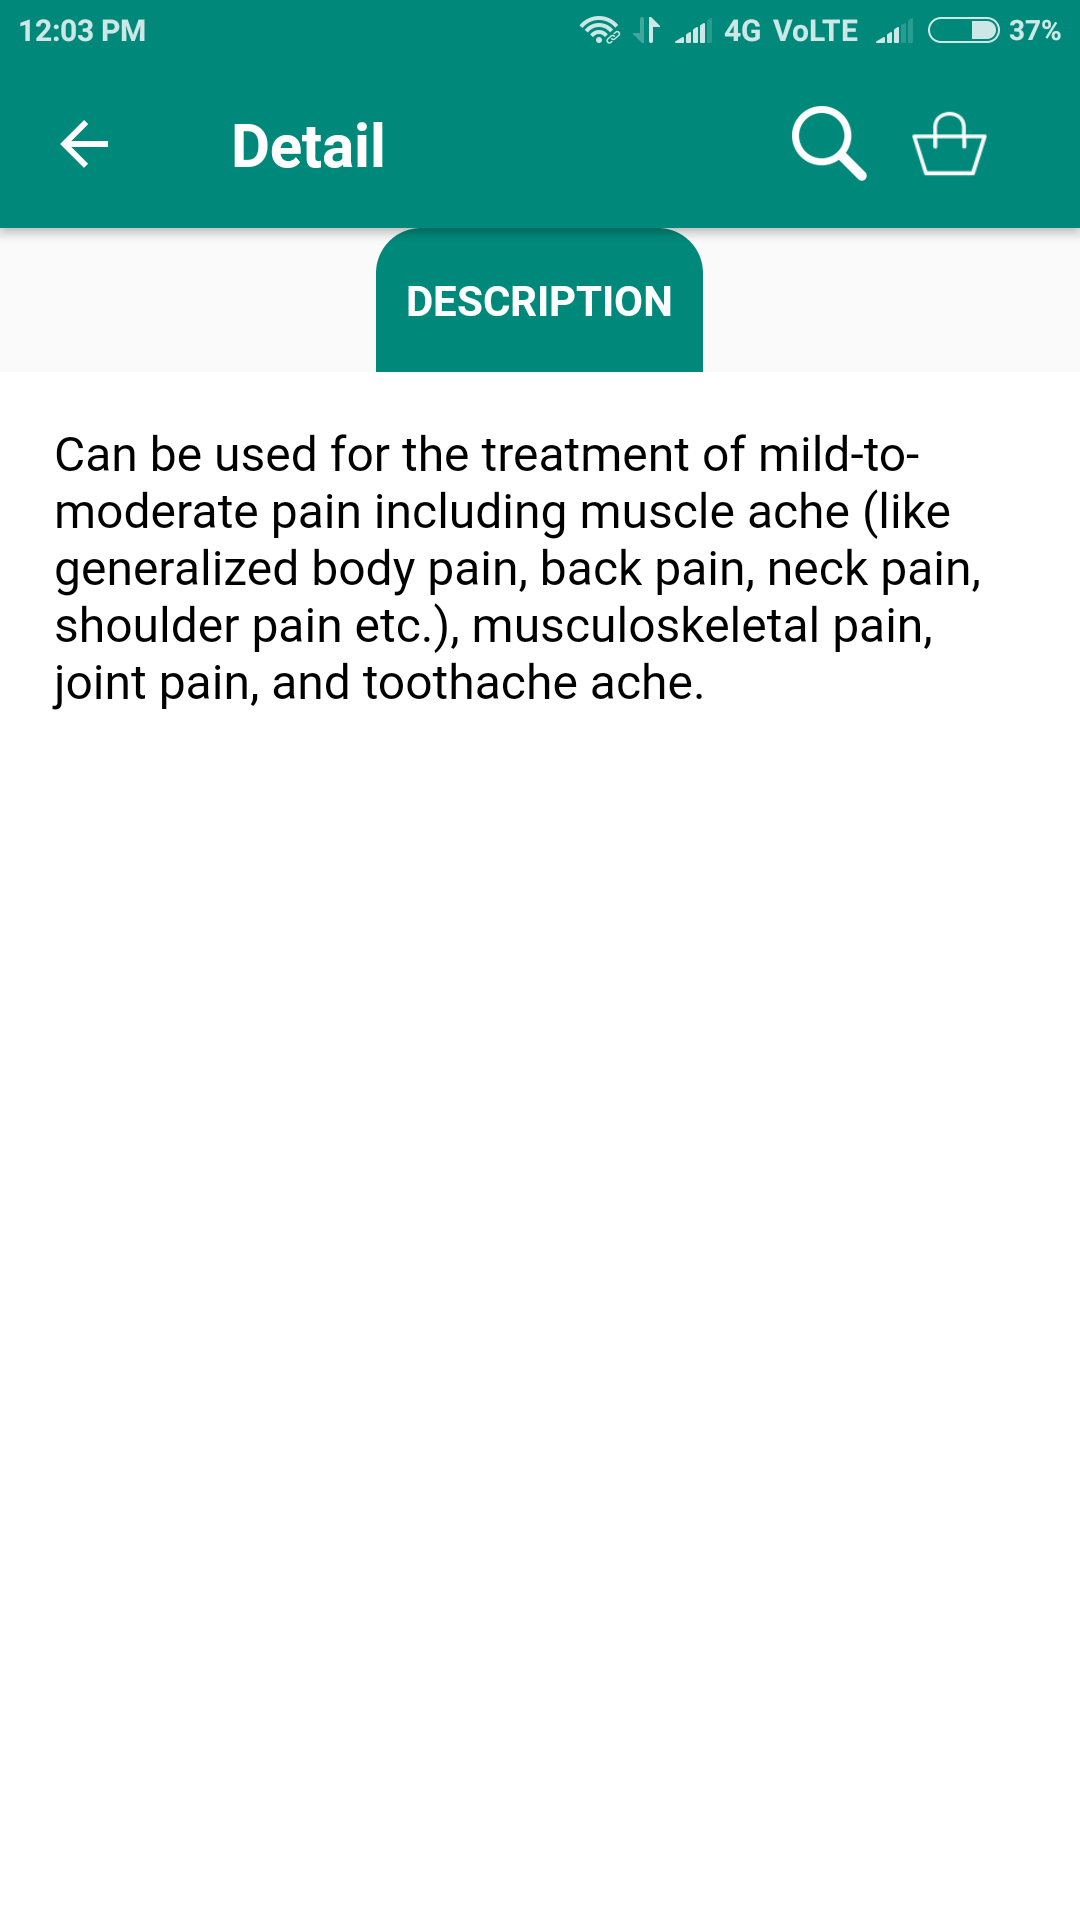 12:03 PM 4G VoLTE 37%
Detail
DESCRIPTION
Can be used for the treatment of mild-to-
moderate pain including muscle ache (like
generalized body pain, back pain, neck pain,
shoulder pain etc.), musculoskeletal pain,
joint pain, and toothache ache.